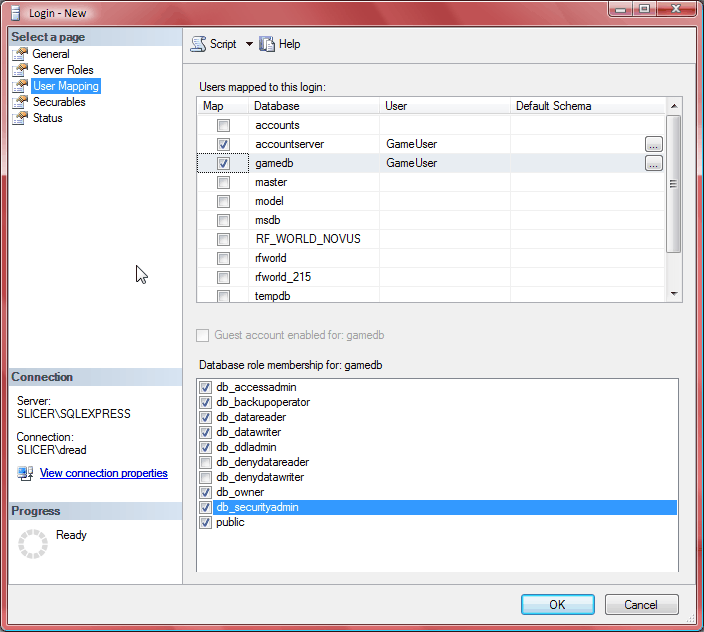 Login - New
Select a page
General
Server Roles
User Mapping
Securables
Status
Connection
Server:
SLICER\SQLEXPRESS
Connection:
SLICER\dread
View connection properties
Progress
Ready
Script Help
Users mapped to this login:
Map Database User Default Schema
accounts
accountserver GameUser ...
gamedb GameUser ...
master
model
msdb
RF_WORLD_NOVUS
rfworld
rfworld_215
tempdb
Guest account enabled for: gamedb
Database role membership for: gamedb
db_accessadmin
db_backupoperator
db_datareader
db_datawriter
db_ddladmin
db_denydatareader
db_denydatawriter
db_owner
db_securityadmin
public
OK Cancel